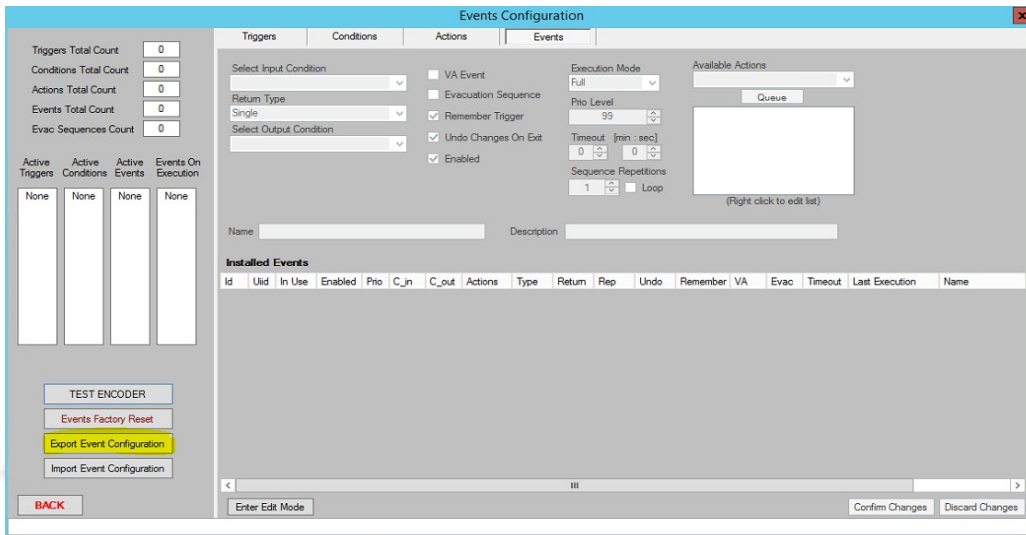 Events Configuration
x
Triggers Total Count 0
Conditions Total Count 0
Actions Total Count 0
Events Total Count 0
Evac Sequences Count 0
Active Triggers
Active Conditions
Active Events
Events On Execution
None None None None
TEST ENCODER
Events Factory Reset
Export Event Configuration
Import Event Configuration
BACK
Triggers Conditions Actions Events
Select Input Condition
Return Type
Single
Select Output Condition
VA Event
Evacuation Sequence
Remember Trigger
Undo Changes On Exit
Enabled
Execution Mode
Full
Prio Level
99
Timeout [min : sec]
0 0
Sequence Repetitions
1 Loop
Available Actions
Queue
(Right click to edit list)
Name Description
Installed Events
Id Uiid In Use Enabled Prio C_in C_out Actions Type Return Rep Undo Remember VA Evac Timeout Last Execution Name
Enter Edit Mode Confirm Changes Discard Changes